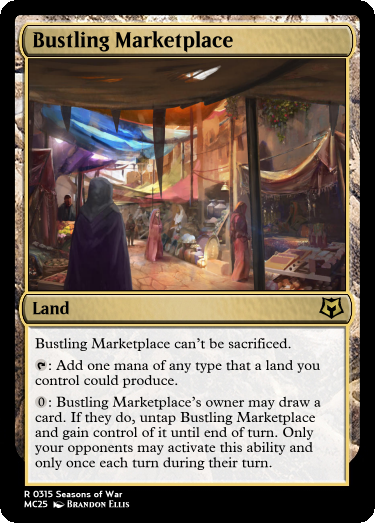 Bustling Marketplace
Land
Bustling Marketplace can't be sacrificed.
: Add one mana of any type that a land you
control could produce.
0: Bustling Marketplace's owner may draw a
card. If they do, untap Bustling Marketplace
and gain control of it until end of turn. Only
your opponents may activate this ability and
only once each turn during their turn.
R 0315 Seasons of War
MC25 Brandon Ellis